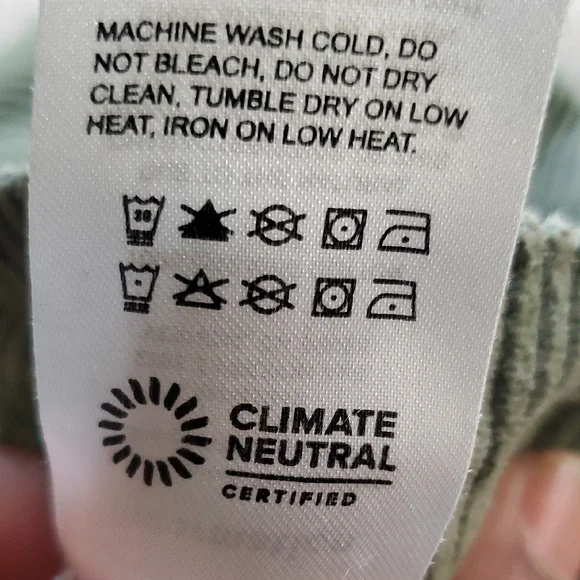 MACHINE WASH COLD, DO
NOT BLEACH, DO NOT DRY
CLEAN, TUMBLE DRY ON LOW
HEAT, IRON ON LOW HEAT.
30
CLIMATE
NEUTRAL
CERTIFIED